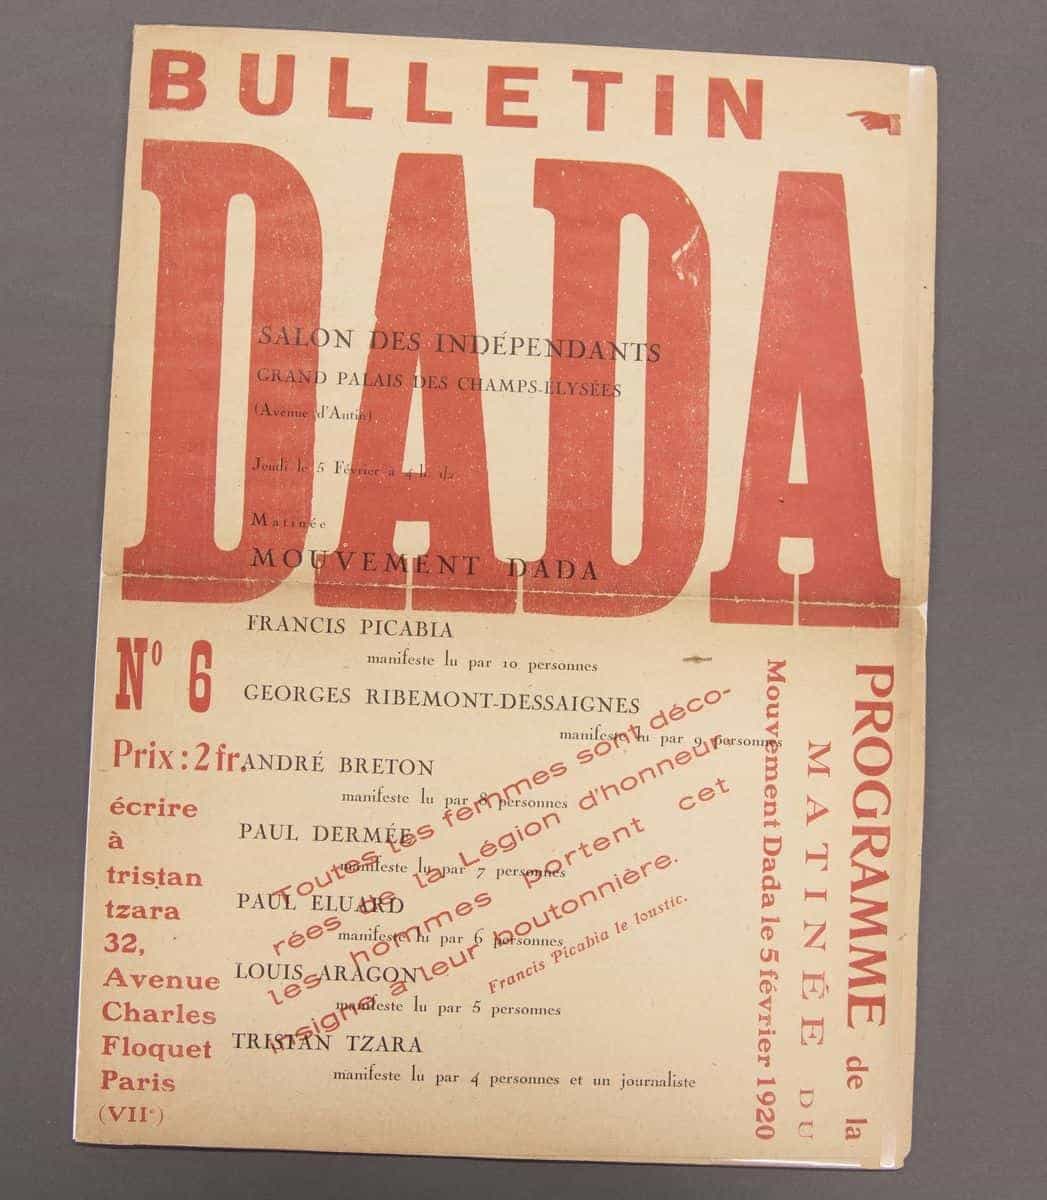 BULLETIN
DADA
SALON DES INDÉPENDANTS
GRAND PALAIS DES CHAMPS-ELYSÉES
(Avenue d'Antin)
Jeudi le 5 Février à 4 h. 1/2
Matinée
MOUVEMENT DADA
FRANCIS PICABIA
manifeste lu par 10 personnes
GEORGES RIBEMONT-DESSAIGNES
manifeste lu par 9 personnes
ANDRÉ BRETON
manifeste lu par 8 personnes
PAUL DERMÉE
manifeste lu par 7 personnes
PAUL ELUARD
manifeste lu par 6 personnes
LOUIS ARAGON
manifeste lu par 5 personnes
TRISTAN TZARA
manifeste lu par 4 personnes et un journaliste
Nº 6
Prix : 2 fr.
écrire
à
tristan
tzara
32,
Avenue
Charles
Floquet
Paris
(VIIe)
Toutes les femmes sont déco-
rées de la Légion d'honneur,
les hommes portent cet
insigne à leur boutonnière.
Francis Picabia le loustic.
PROGRAMME de la
MATINÉE DU
Mouvement Dada le 5 février 1920